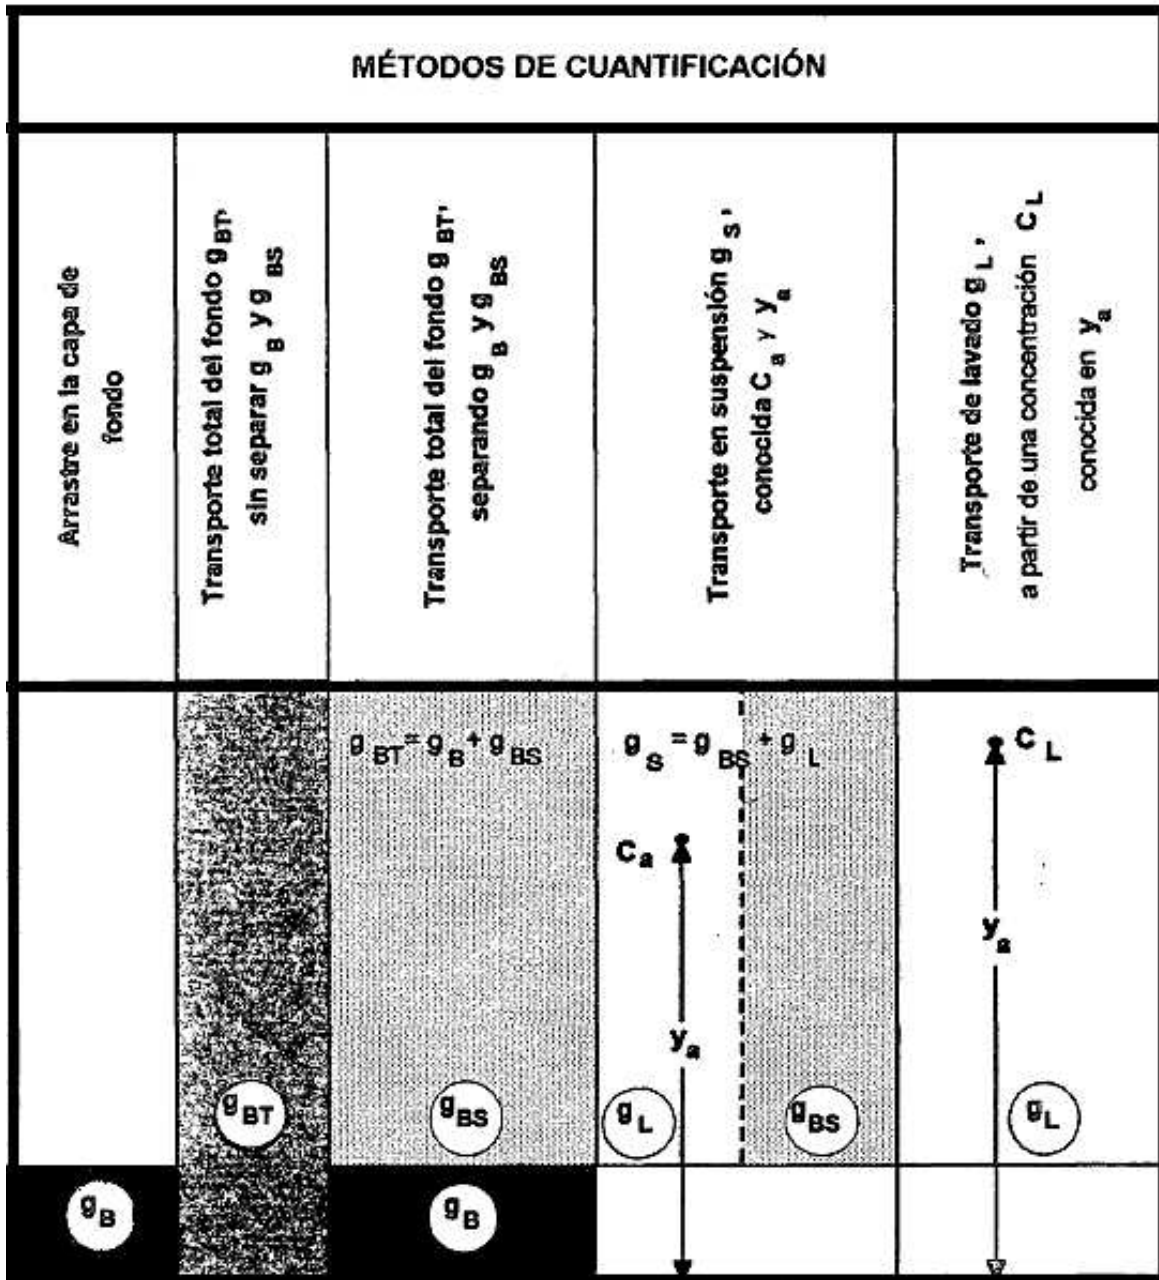 MÉTODOS DE CUANTIFICACIÓN
Arrastre en la capa de
fondo
Transporte total del fondo g BT,
sin separar g B y g BS
Transporte total del fondo g BT,
separando g B y g BS
Transporte en suspensión g S,
conocida C a y y a
Transporte de lavado g L,
a partir de una concentración C L
conocida en y a
g BT = g B + g BS
g S = g BS + g L
C L
C a
y a
y a
g BT
g BS
g L
g BS
g L
g B
g B